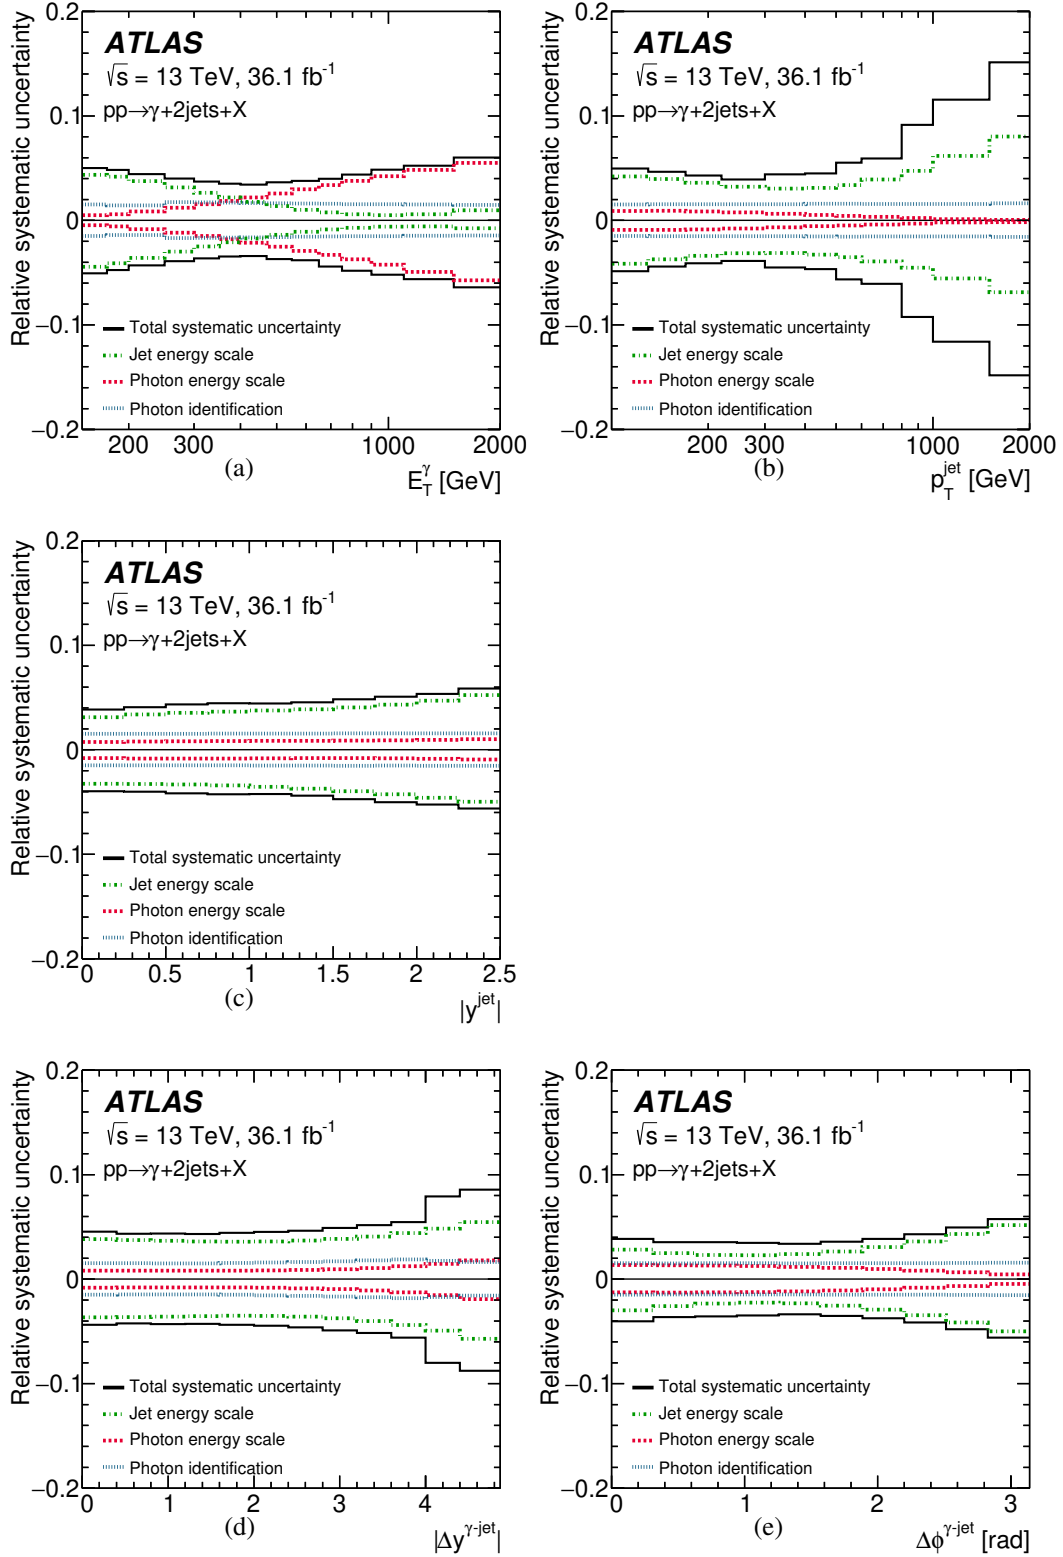 Relative systematic uncertainty
0.2
0.1
0
−0.1
−0.2
ATLAS
√s = 13 TeV, 36.1 fb⁻¹
pp→γ+2jets+X
Total systematic uncertainty
Jet energy scale
Photon energy scale
Photon identification
200 300 1000 2000
E_T^γ [GeV]
(a)
Relative systematic uncertainty
0.2
0.1
0
−0.1
−0.2
ATLAS
√s = 13 TeV, 36.1 fb⁻¹
pp→γ+2jets+X
Total systematic uncertainty
Jet energy scale
Photon energy scale
Photon identification
200 300 1000 2000
p_T^jet [GeV]
(b)
Relative systematic uncertainty
0.2
0.1
0
−0.1
−0.2
ATLAS
√s = 13 TeV, 36.1 fb⁻¹
pp→γ+2jets+X
Total systematic uncertainty
Jet energy scale
Photon energy scale
Photon identification
0 0.5 1 1.5 2 2.5
|y^jet|
(c)
Relative systematic uncertainty
0.2
0.1
0
−0.1
−0.2
ATLAS
√s = 13 TeV, 36.1 fb⁻¹
pp→γ+2jets+X
Total systematic uncertainty
Jet energy scale
Photon energy scale
Photon identification
0 1 2 3 4
|Δy^γ-jet|
(d)
Relative systematic uncertainty
0.2
0.1
0
−0.1
−0.2
ATLAS
√s = 13 TeV, 36.1 fb⁻¹
pp→γ+2jets+X
Total systematic uncertainty
Jet energy scale
Photon energy scale
Photon identification
0 1 2 3
Δϕ^γ-jet [rad]
(e)